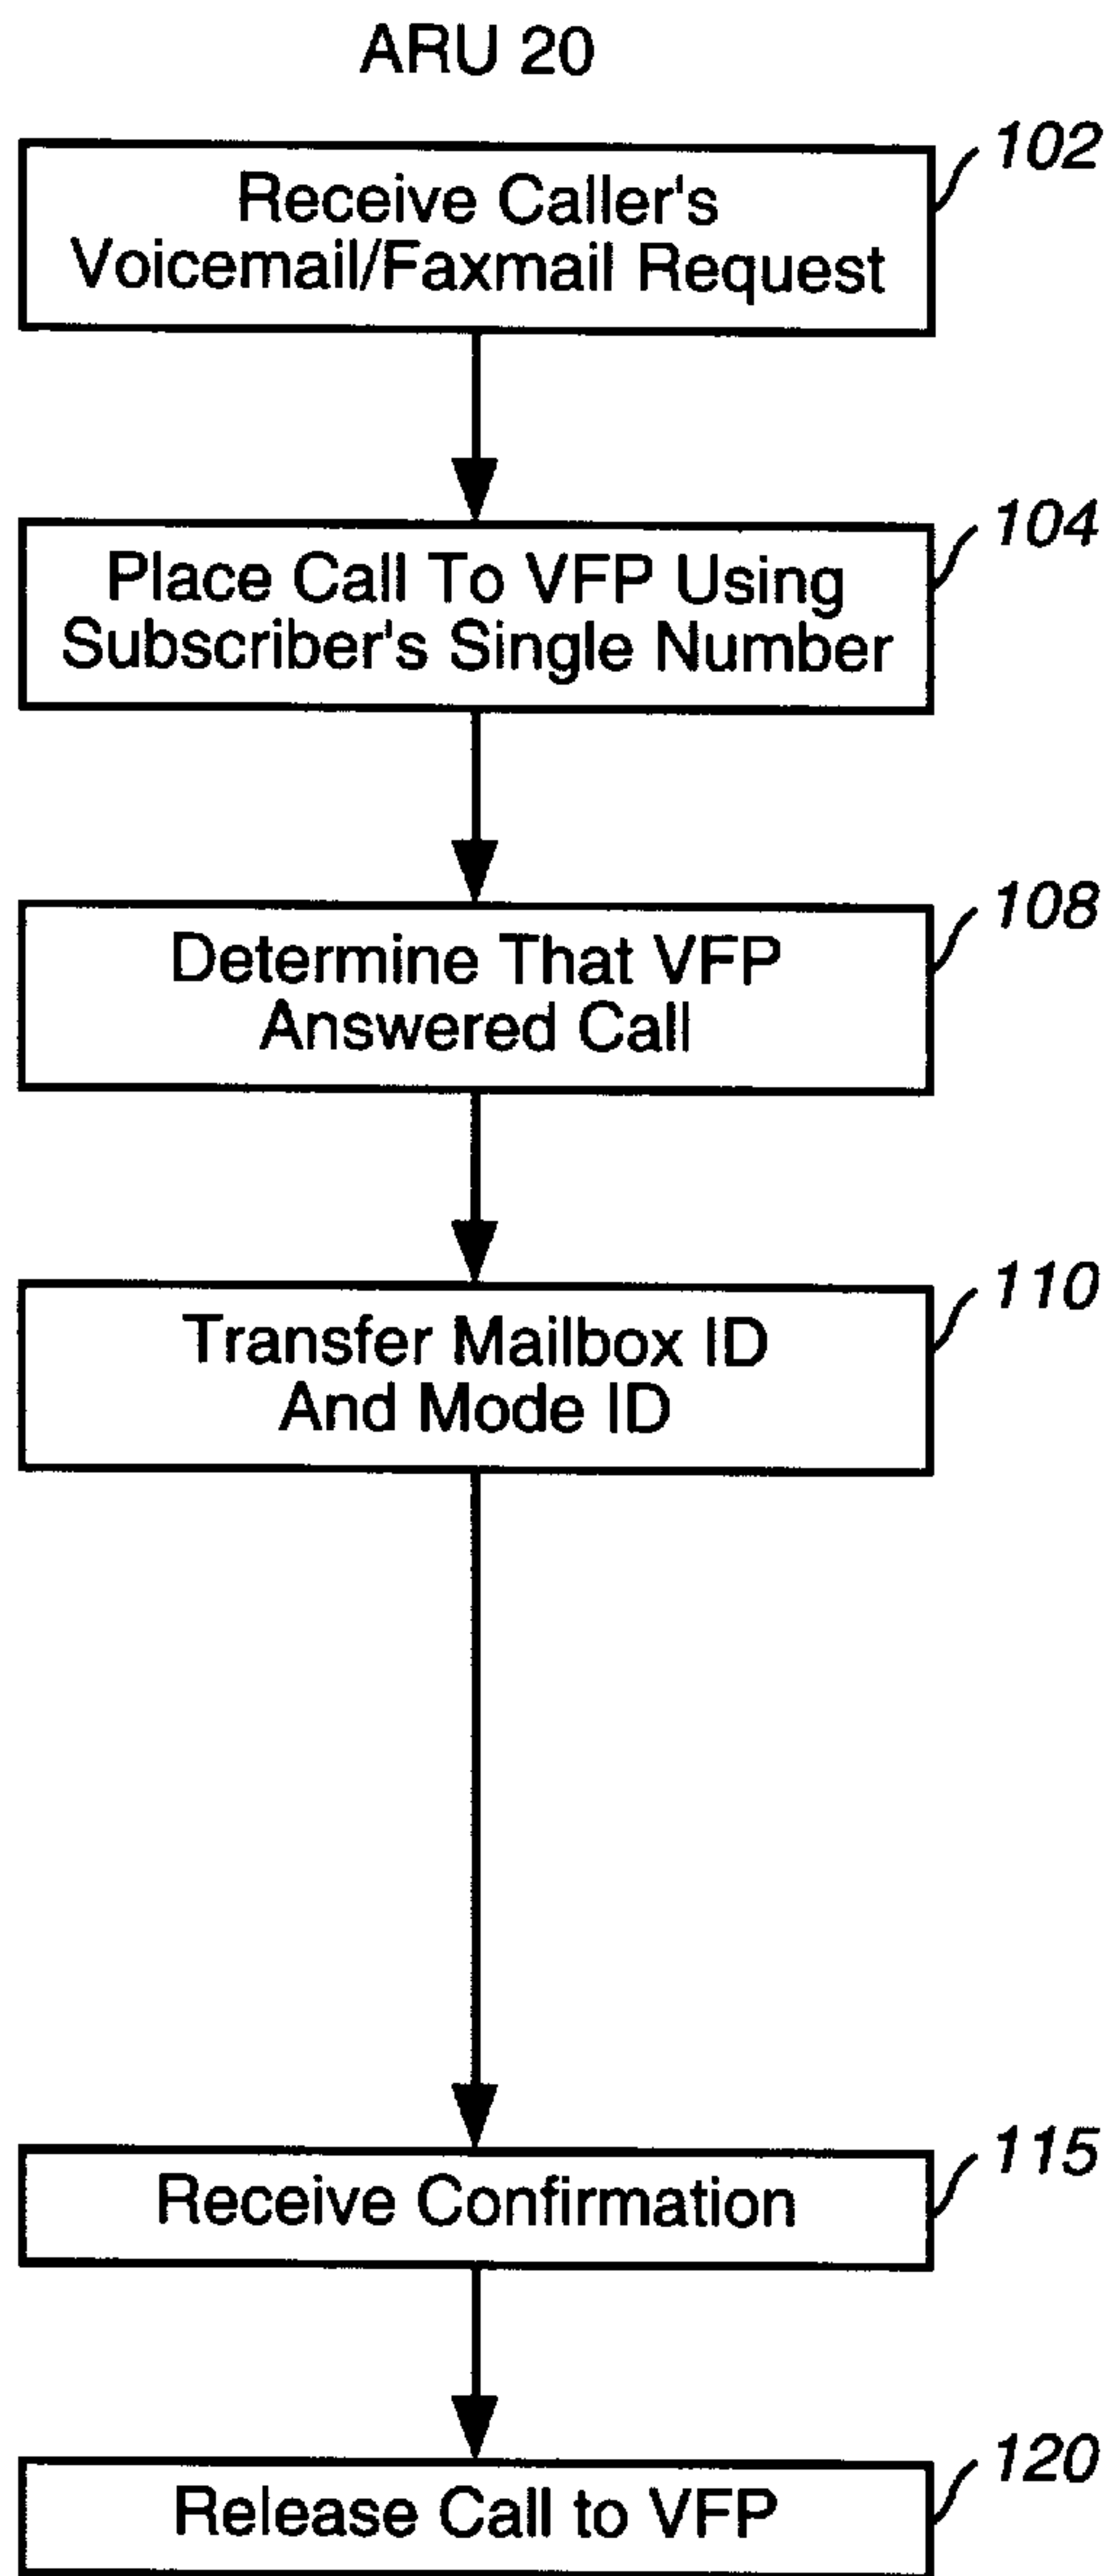 ARU 20
102
Receive Caller's
Voicemail/Faxmail Request
104
Place Call To VFP Using
Subscriber's Single Number
108
Determine That VFP
Answered Call
110
Transfer Mailbox ID
And Mode ID
115
Receive Confirmation
120
Release Call to VFP